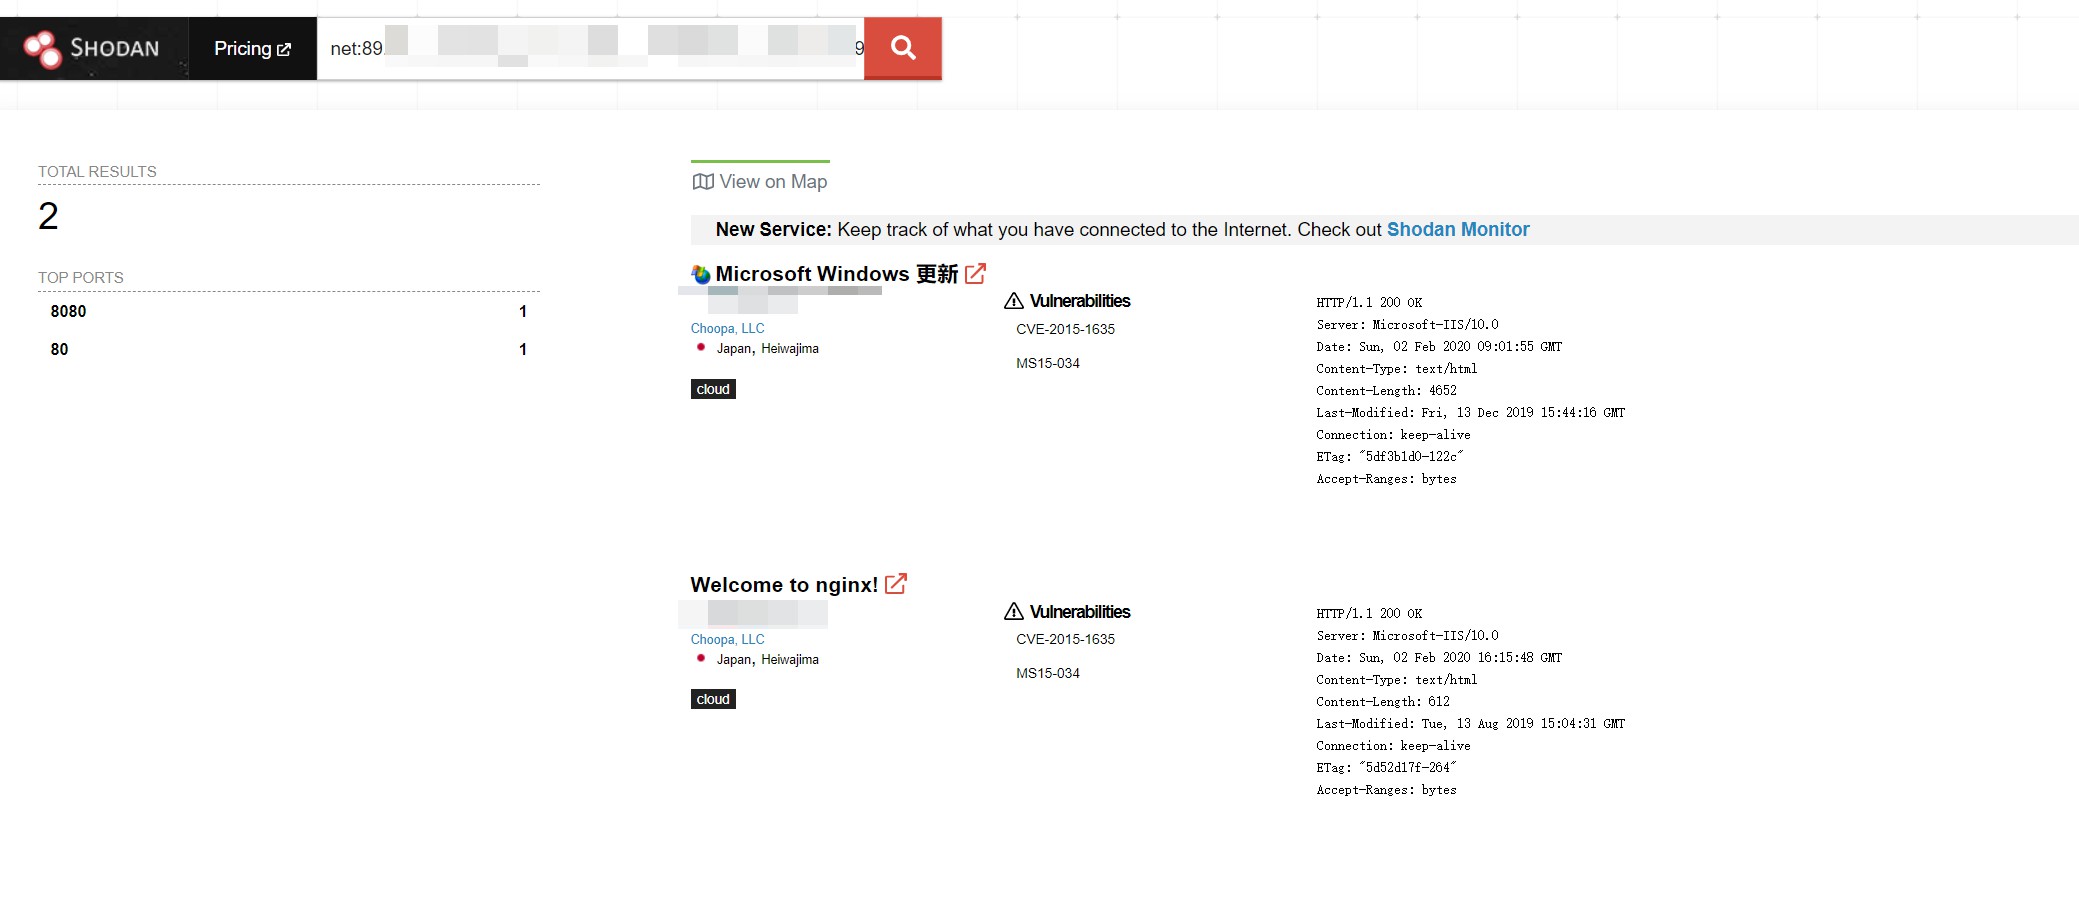 SHODAN
Pricing
net:89.
9
TOTAL RESULTS
2
TOP PORTS
8080 1
80 1
View on Map
New Service: Keep track of what you have connected to the Internet. Check out Shodan Monitor
Microsoft Windows 更新
Choopa, LLC
Japan, Heiwajima
cloud
Vulnerabilities
CVE-2015-1635
MS15-034
HTTP/1.1 200 OK
Server: Microsoft-IIS/10.0
Date: Sun, 02 Feb 2020 09:01:55 GMT
Content-Type: text/html
Content-Length: 4652
Last-Modified: Fri, 13 Dec 2019 15:44:16 GMT
Connection: keep-alive
ETag: "5df3b1d0-122c"
Accept-Ranges: bytes
Welcome to nginx!
Choopa, LLC
Japan, Heiwajima
cloud
Vulnerabilities
CVE-2015-1635
MS15-034
HTTP/1.1 200 OK
Server: Microsoft-IIS/10.0
Date: Sun, 02 Feb 2020 16:15:48 GMT
Content-Type: text/html
Content-Length: 612
Last-Modified: Tue, 13 Aug 2019 15:04:31 GMT
Connection: keep-alive
ETag: "5d52d17f-264"
Accept-Ranges: bytes